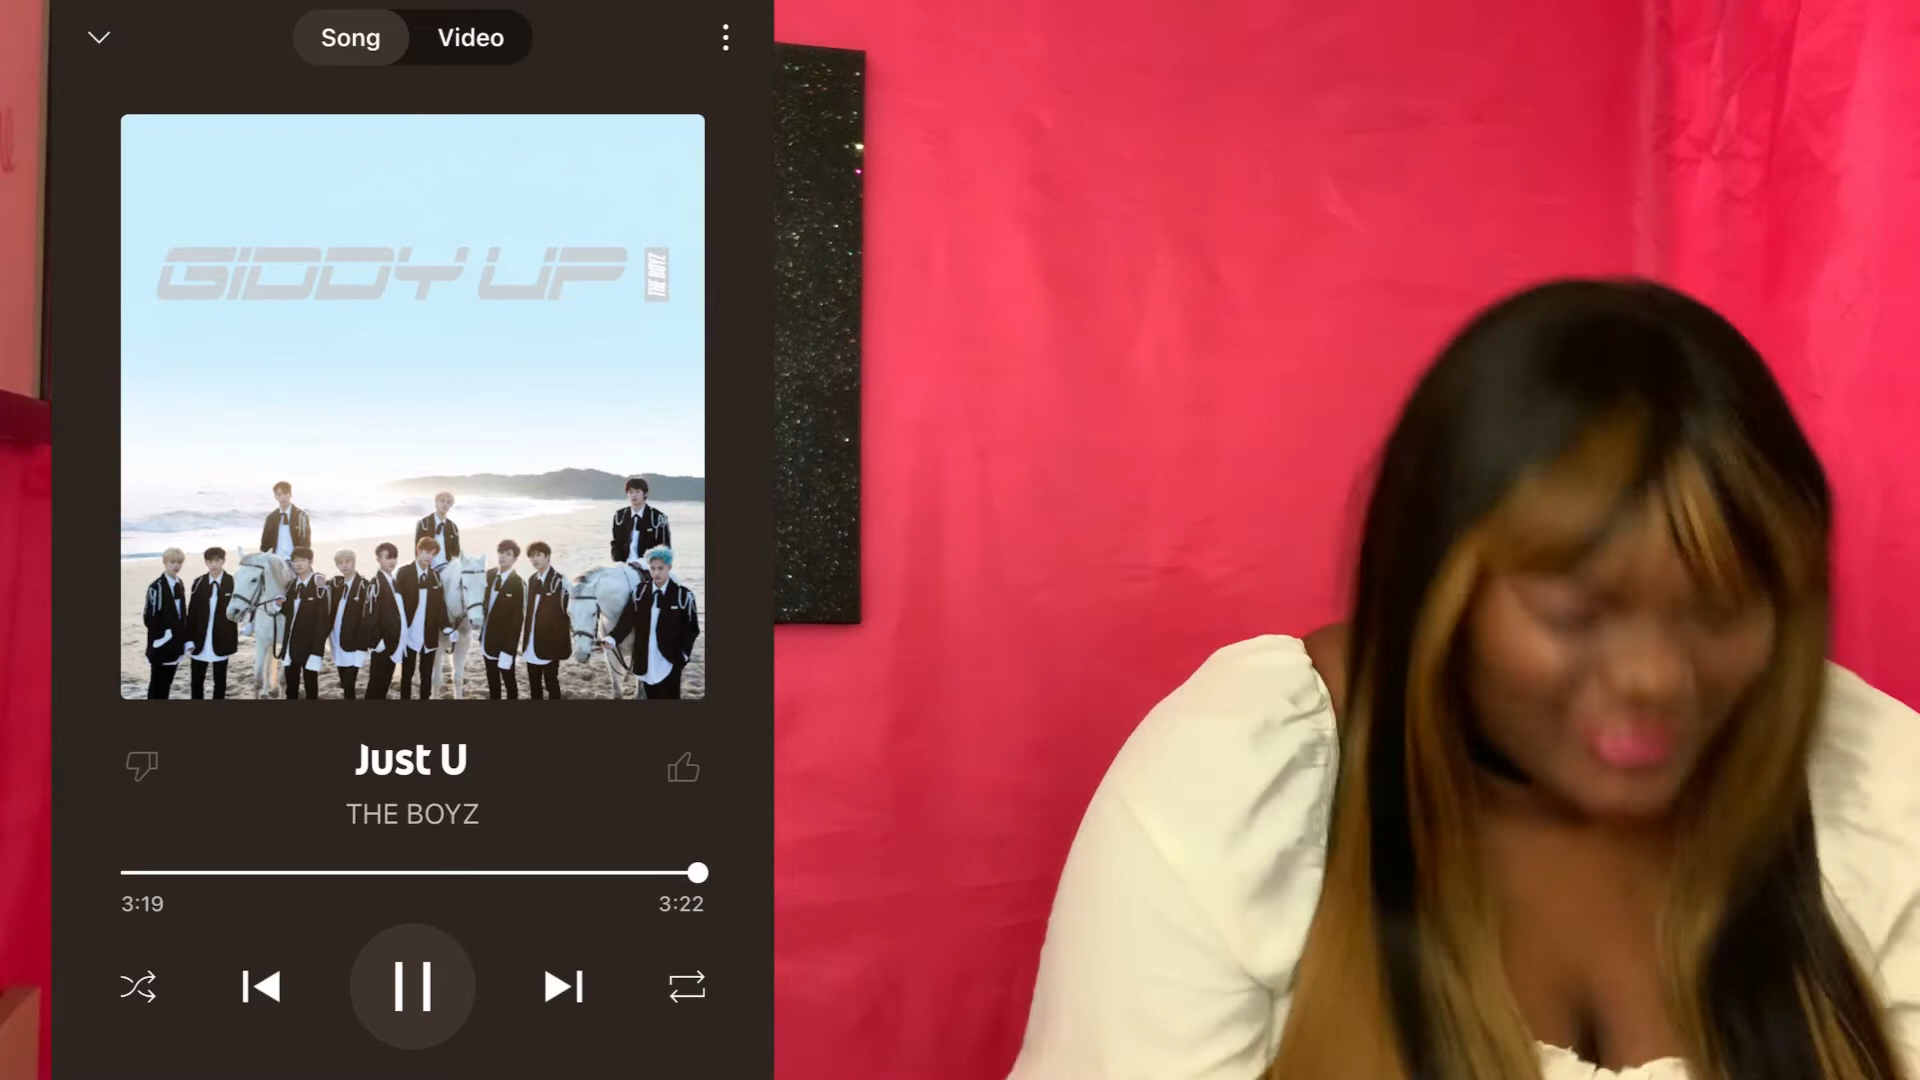 Song
Video
GIDDY UP
THE BOYZ
Just U
THE BOYZ
3:19
3:22